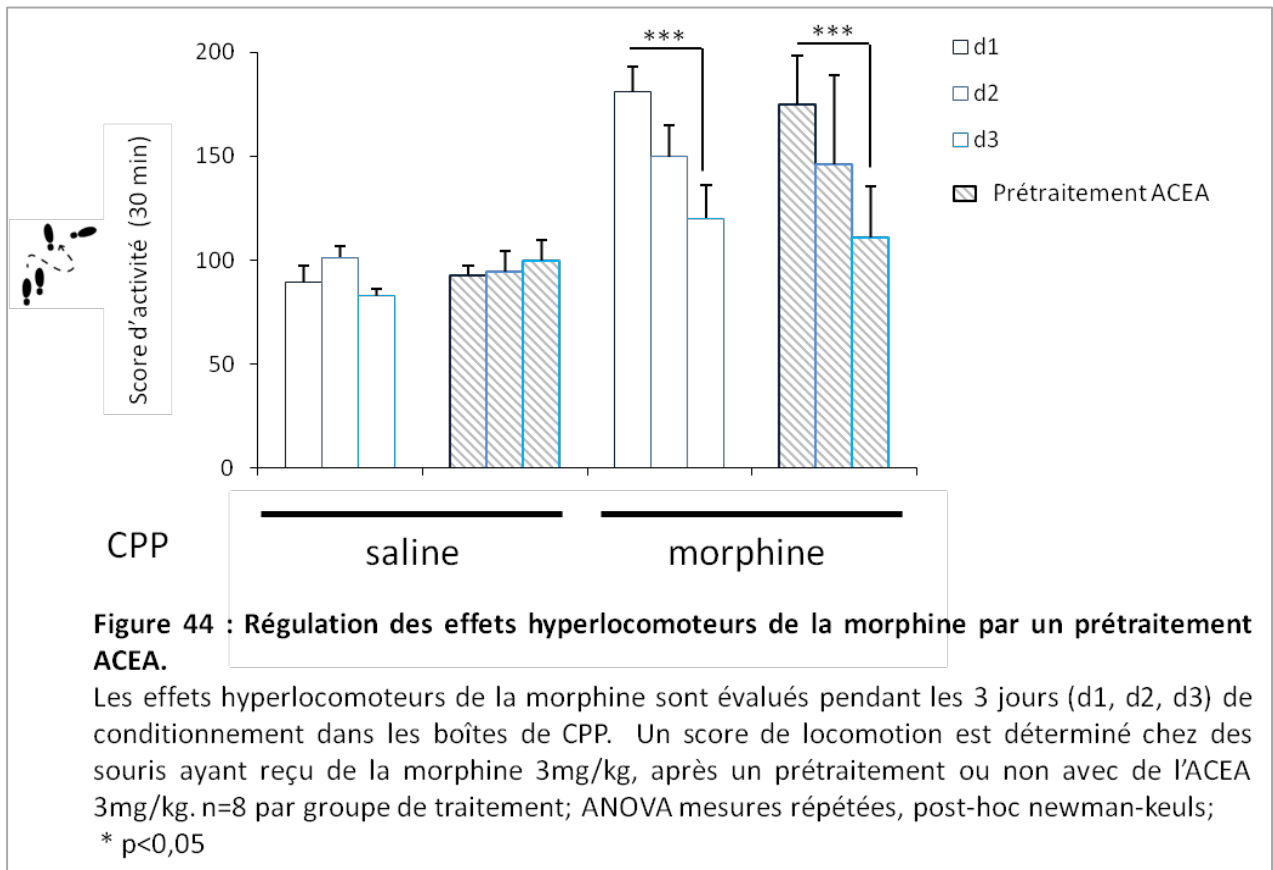 ***
***
200
150
100
50
0
Score d'activité (30 min)
d1
d2
d3
Prétraitement ACEA
CPP
saline
morphine
Figure 44 : Régulation des effets hyperlocomoteurs de la morphine par un prétraitement
ACEA.
Les effets hyperlocomoteurs de la morphine sont évalués pendant les 3 jours (d1, d2, d3) de
conditionnement dans les boîtes de CPP. Un score de locomotion est déterminé chez des
souris ayant reçu de la morphine 3mg/kg, après un prétraitement ou non avec de l'ACEA
3mg/kg. n=8 par groupe de traitement; ANOVA mesures répétées, post-hoc newman-keuls;
* p<0,05